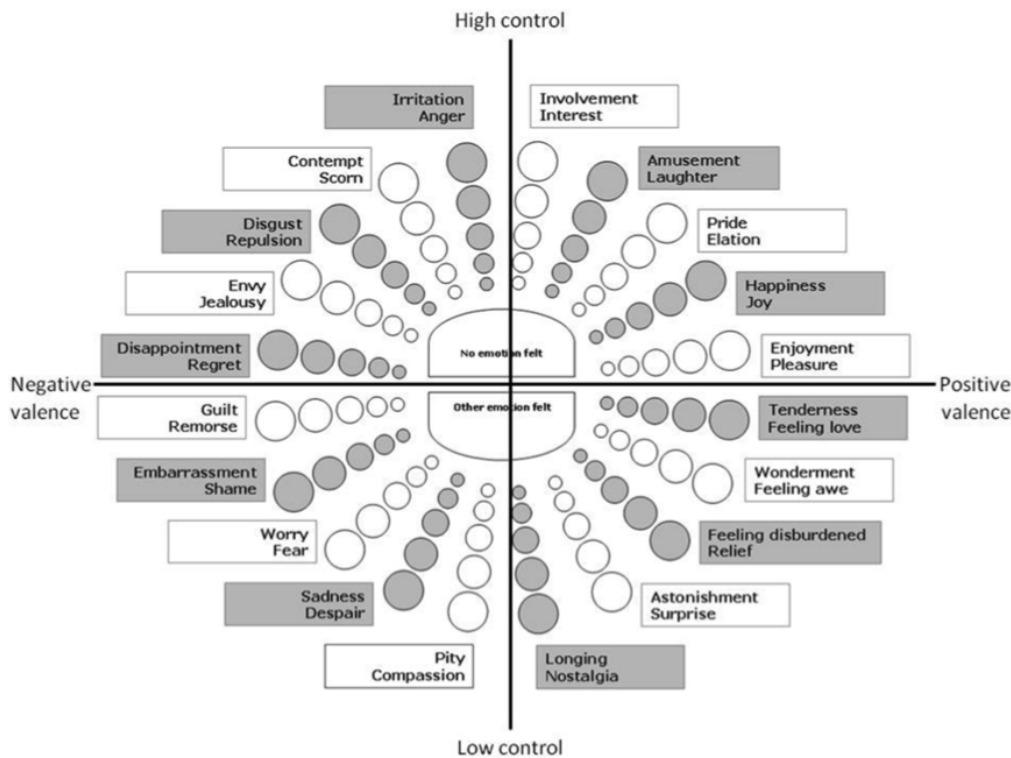 High control
Irritation
Anger
Involvement
Interest
Contempt
Scorn
Amusement
Laughter
Disgust
Repulsion
Pride
Elation
Envy
Jealousy
Happiness
Joy
Disappointment
Regret
No emotion felt
Enjoyment
Pleasure
Negative
valence
Positive
valence
Guilt
Remorse
Other emotion felt
Tenderness
Feeling love
Embarrassment
Shame
Wonderment
Feeling awe
Worry
Fear
Feeling disburdened
Relief
Sadness
Despair
Astonishment
Surprise
Pity
Compassion
Longing
Nostalgia
Low control